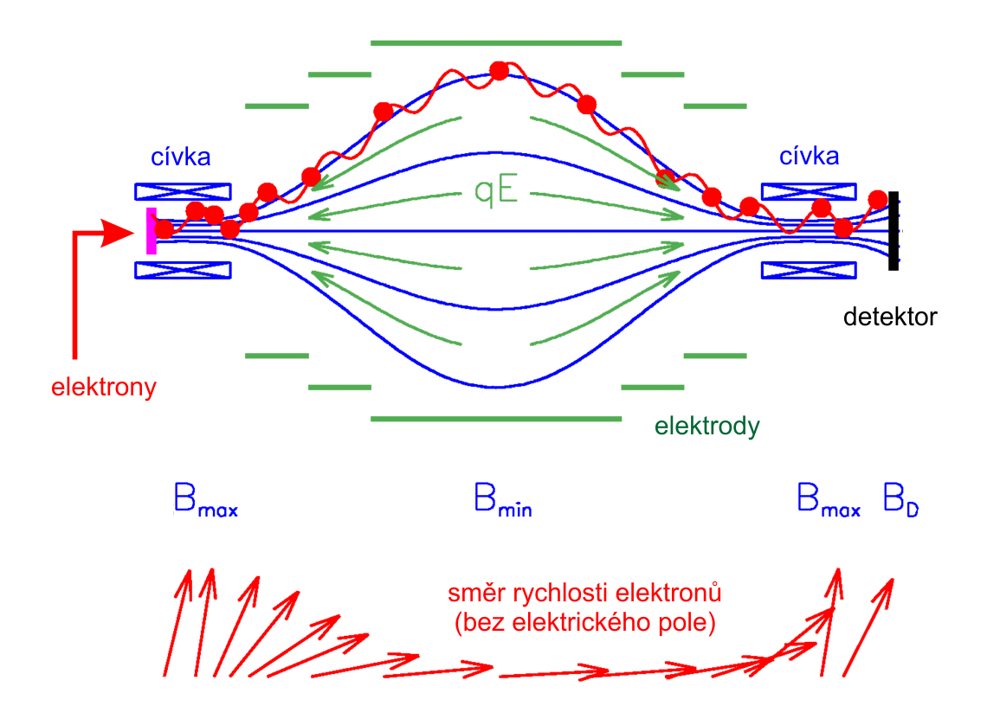 cívka
cívka
qE
detektor
elektrony
elektrody
Bmax
Bmin
Bmax
BD
směr rychlosti elektronů
(bez elektrického pole)